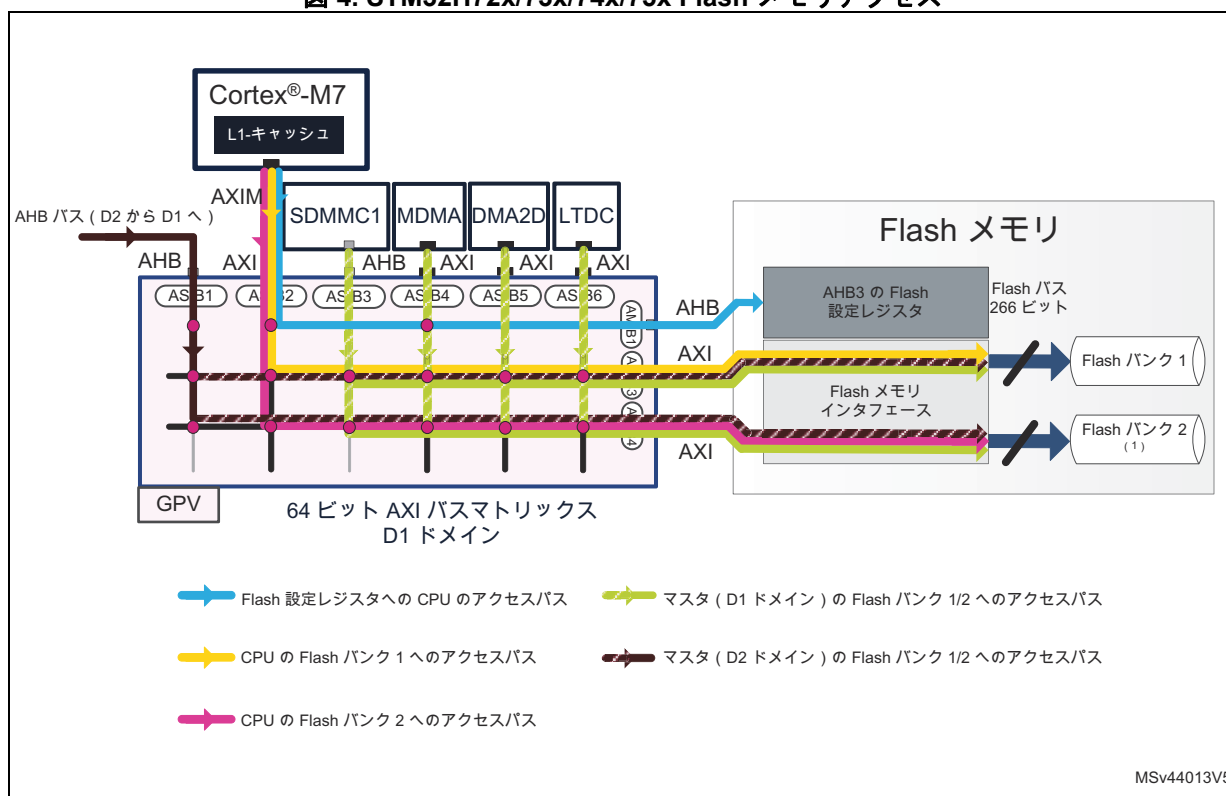 Cortex®-M7
L1-キャッシュ
AXIM
SDMMC1
MDMA
DMA2D
LTDC
AHB バス ( D2 から D1 へ )
AHB
AXI
AHB
AXI
AXI
AXI
ASIB1
ASIB3
ASIB4
ASIB5
ASIB6
AMIB1
AHB
AXI
AXI
GPV
64 ビット AXI バスマトリックス
D1 ドメイン
Flash メモリ
AHB3 の Flash
設定レジスタ
Flash バス
266 ビット
Flash メモリ
インタフェース
Flash バンク 1
Flash バンク 2
( 1 )
Flash 設定レジスタへの CPU のアクセスパス
マスタ ( D1 ドメイン ) の Flash バンク 1/2 へのアクセスパス
CPU の Flash バンク 1 へのアクセスパス
マスタ ( D2 ドメイン ) の Flash バンク 1/2 へのアクセスパス
CPU の Flash バンク 2 へのアクセスパス
MSv44013V5